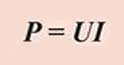 P = UI